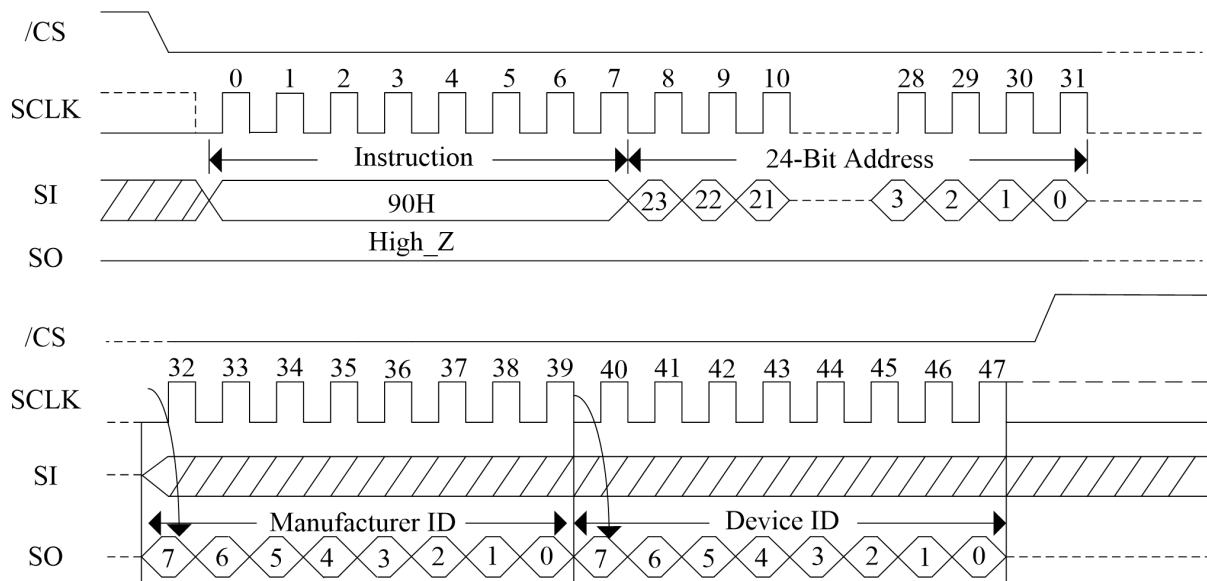 /CS
0 1 2 3 4 5 6 7 8 9 10 28 29 30 31
SCLK
Instruction 24-Bit Address
SI 90H 23 22 21 3 2 1 0
High_Z
SO
/CS
32 33 34 35 36 37 38 39 40 41 42 43 44 45 46 47
SCLK
SI
Manufacturer ID Device ID
SO 7 6 5 4 3 2 1 0 7 6 5 4 3 2 1 0